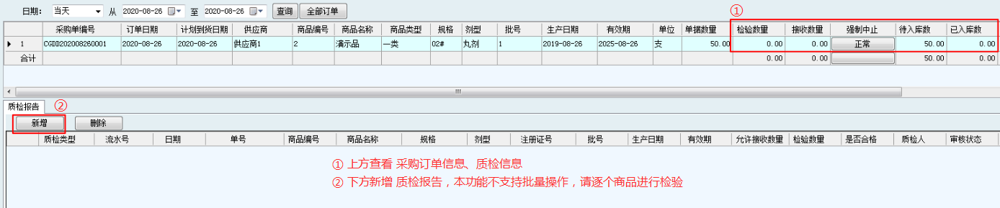 日期: 当天 从 2020-08-26 至 2020-08-26 查询 全部订单
①
采购单编号 订单日期 计划到货日期 供应商 商品编号 商品名称 商品类型 规格 剂型 批号 生产日期 有效期 单位 单据数量 检验数量 接收数量 强制中止 待入库数 已入库数
1 CGDD202008260001 2020-08-26 2020-08-26 供应商1 2 演示品 一类 02# 丸剂 1 2019-08-26 2025-08-26 支 50.00 0.00 0.00 正常 50.00 0.00
合计 0.00 0.00 50.00 0.00
质检报告 ②
新增 删除
质检类型 流水号 日期 单号 商品编号 商品名称 规格 剂型 注册证号 批号 生产日期 有效期 允许接收数量 检验数量 是否合格 质检人 审核状态
① 上方查看 采购订单信息、质检信息
② 下方新增 质检报告，本功能不支持批量操作，请逐个商品进行检验